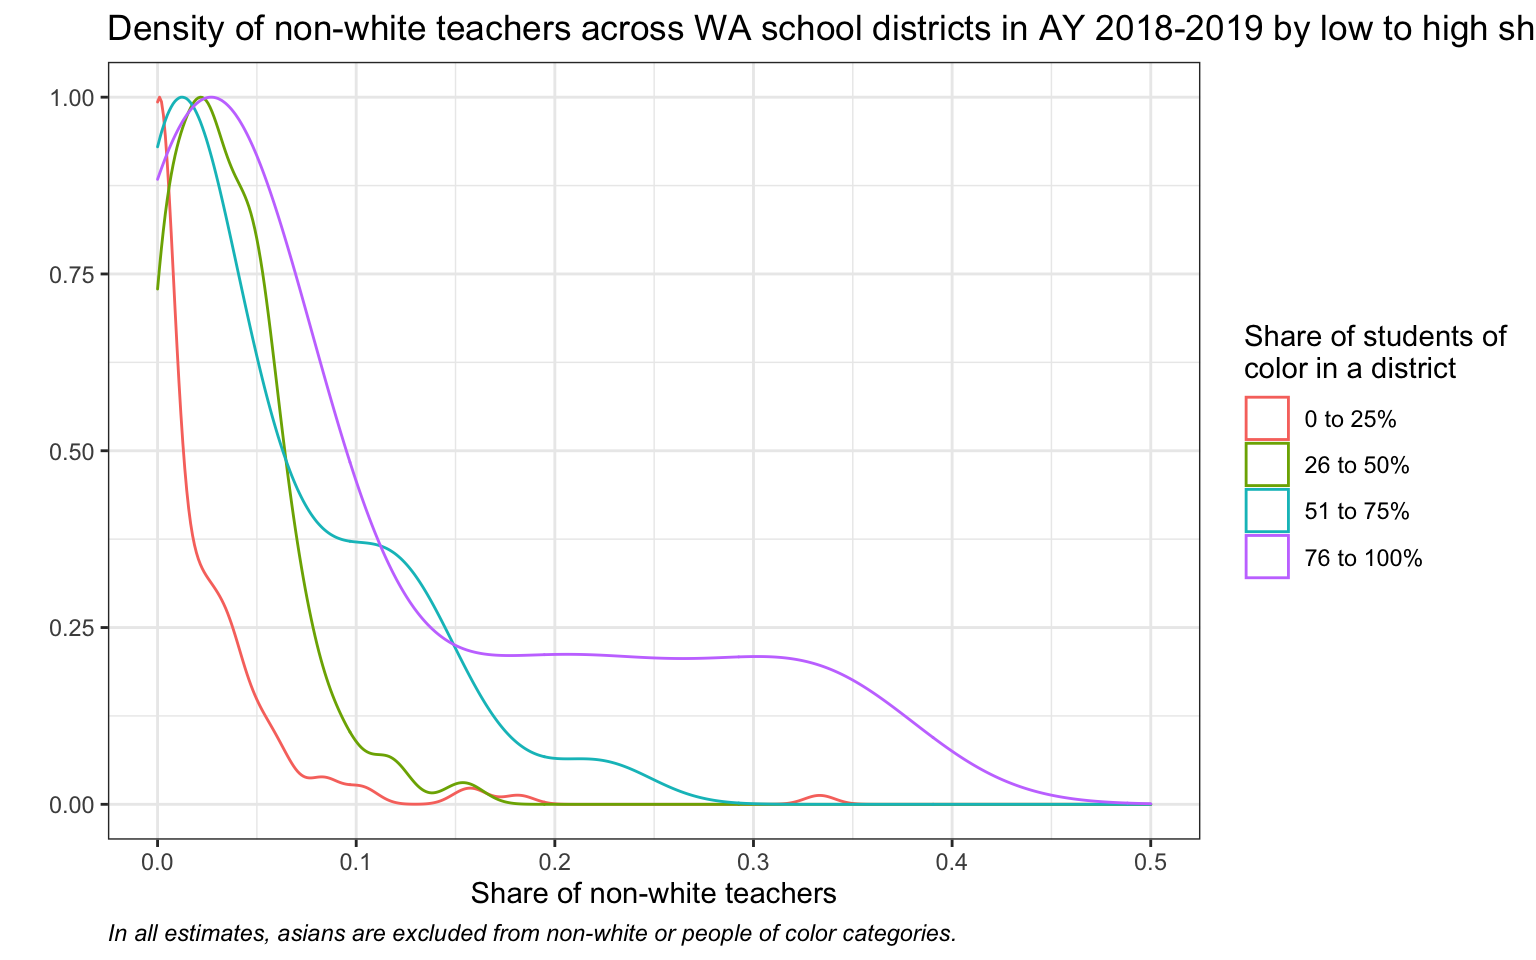 Density of non-white teachers across WA school districts in AY 2018-2019 by low to high sh
1.00
0.75
0.50
0.25
0.00
0.0 0.1 0.2 0.3 0.4 0.5
Share of non-white teachers
In all estimates, asians are excluded from non-white or people of color categories.
Share of students of
color in a district
0 to 25%
26 to 50%
51 to 75%
76 to 100%